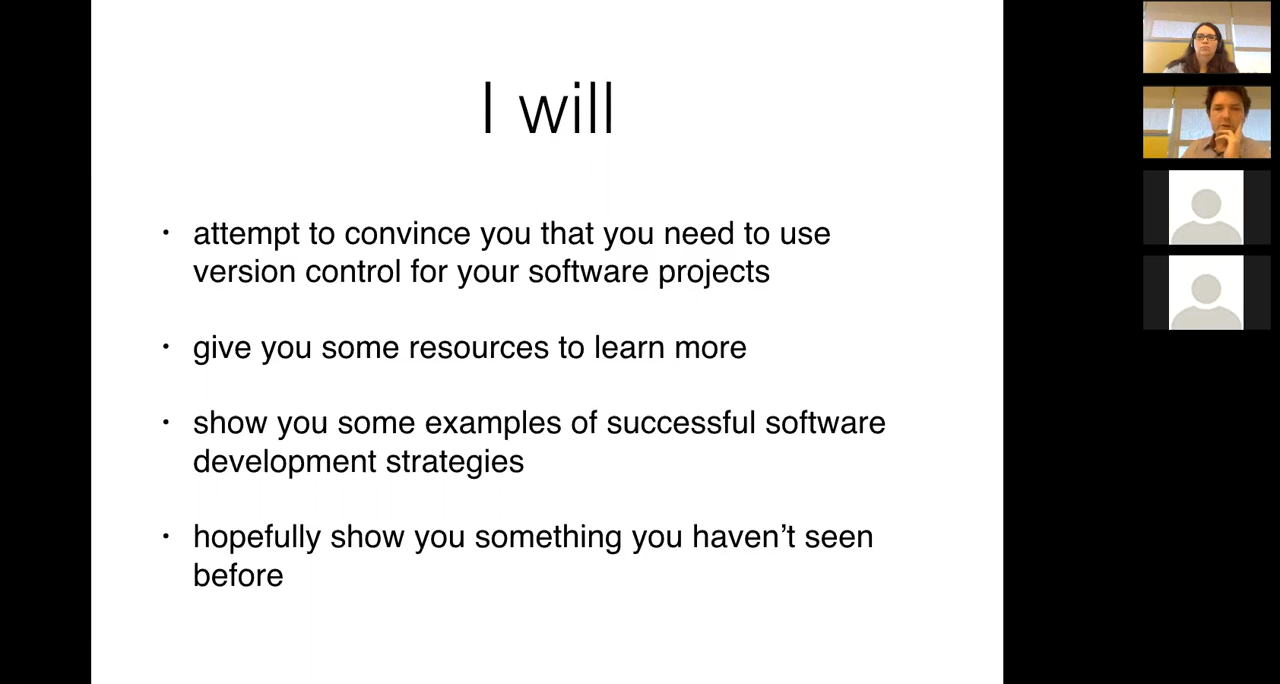 I will
• attempt to convince you that you need to use
version control for your software projects
• give you some resources to learn more
• show you some examples of successful software
development strategies
• hopefully show you something you haven’t seen
before